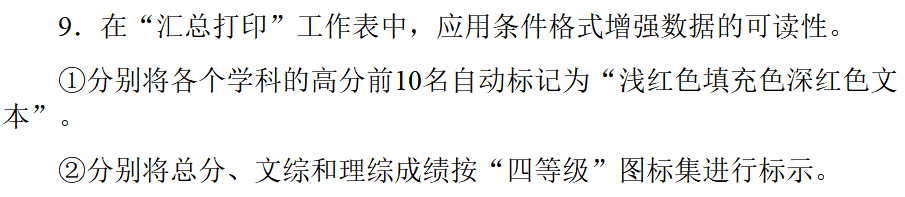 9．在“汇总打印”工作表中，应用条件格式增强数据的可读性。
①分别将各个学科的高分前10名自动标记为“浅红色填充色深红色文
本”。
②分别将总分、文综和理综成绩按“四等级”图标集进行标示。